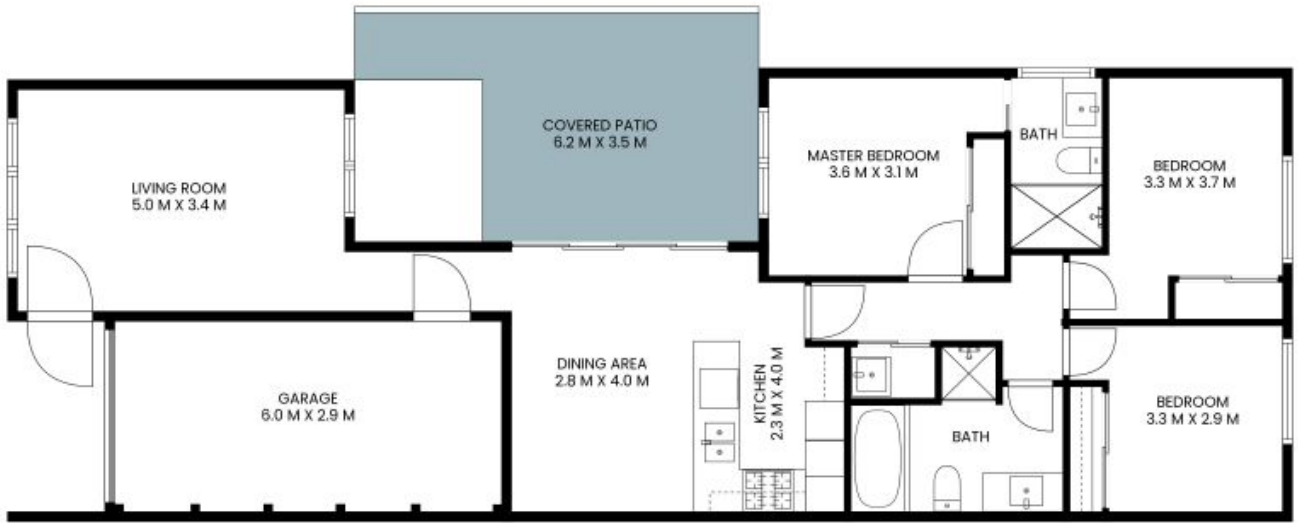 COVERED PATIO
6.2 M X 3.5 M
LIVING ROOM
5.0 M X 3.4 M
MASTER BEDROOM
3.6 M X 3.1 M
BATH
BEDROOM
3.3 M X 3.7 M
GARAGE
6.0 M X 2.9 M
DINING AREA
2.8 M X 4.0 M
KITCHEN
2.3 M X 4.0 M
BATH
BEDROOM
3.3 M X 2.9 M